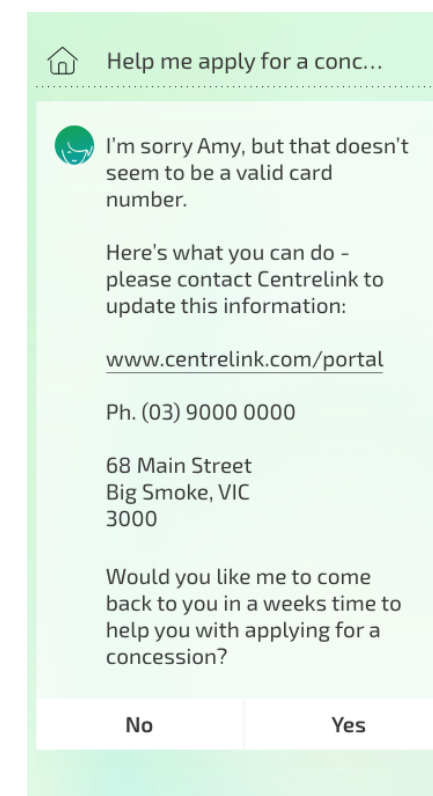 Help me apply for a conc...
I'm sorry Amy, but that doesn't
seem to be a valid card
number.
Here's what you can do -
please contact Centrelink to
update this information:
www.centrelink.com/portal
Ph. (03) 9000 0000
68 Main Street
Big Smoke, VIC
3000
Would you like me to come
back to you in a weeks time to
help you with applying for a
concession?
No
Yes